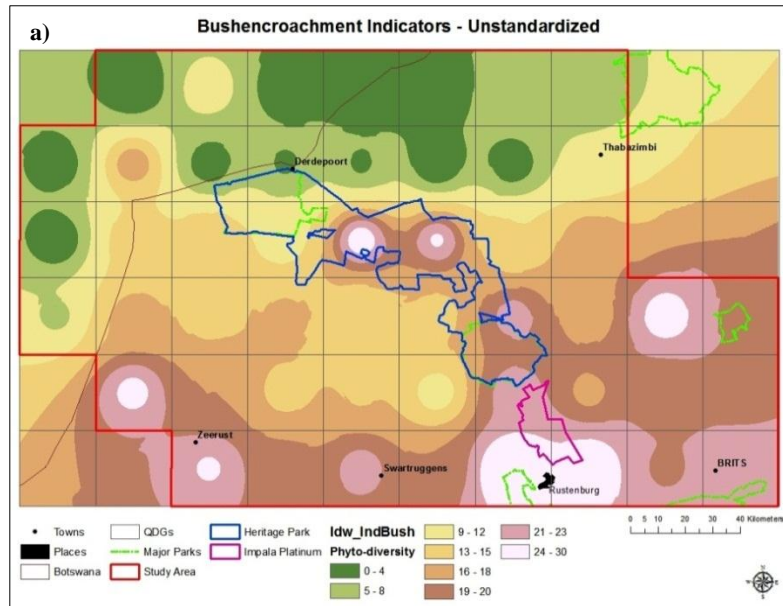 a)
Bushencroachment Indicators - Unstandardized
Thabazimbi
Derdepoort
Zeerust
Swartruggens
Rustenburg
BRITS
Towns
QDGs
Heritage Park
Places
Major Parks
Impala Platinum
Botswana
Study Area
Idw_IndBush
Phyto-diversity
0 - 4
5 - 8
9 - 12
13 - 15
16 - 18
19 - 20
21 - 23
24 - 30
0 5 10 20 30 40 Kilometers